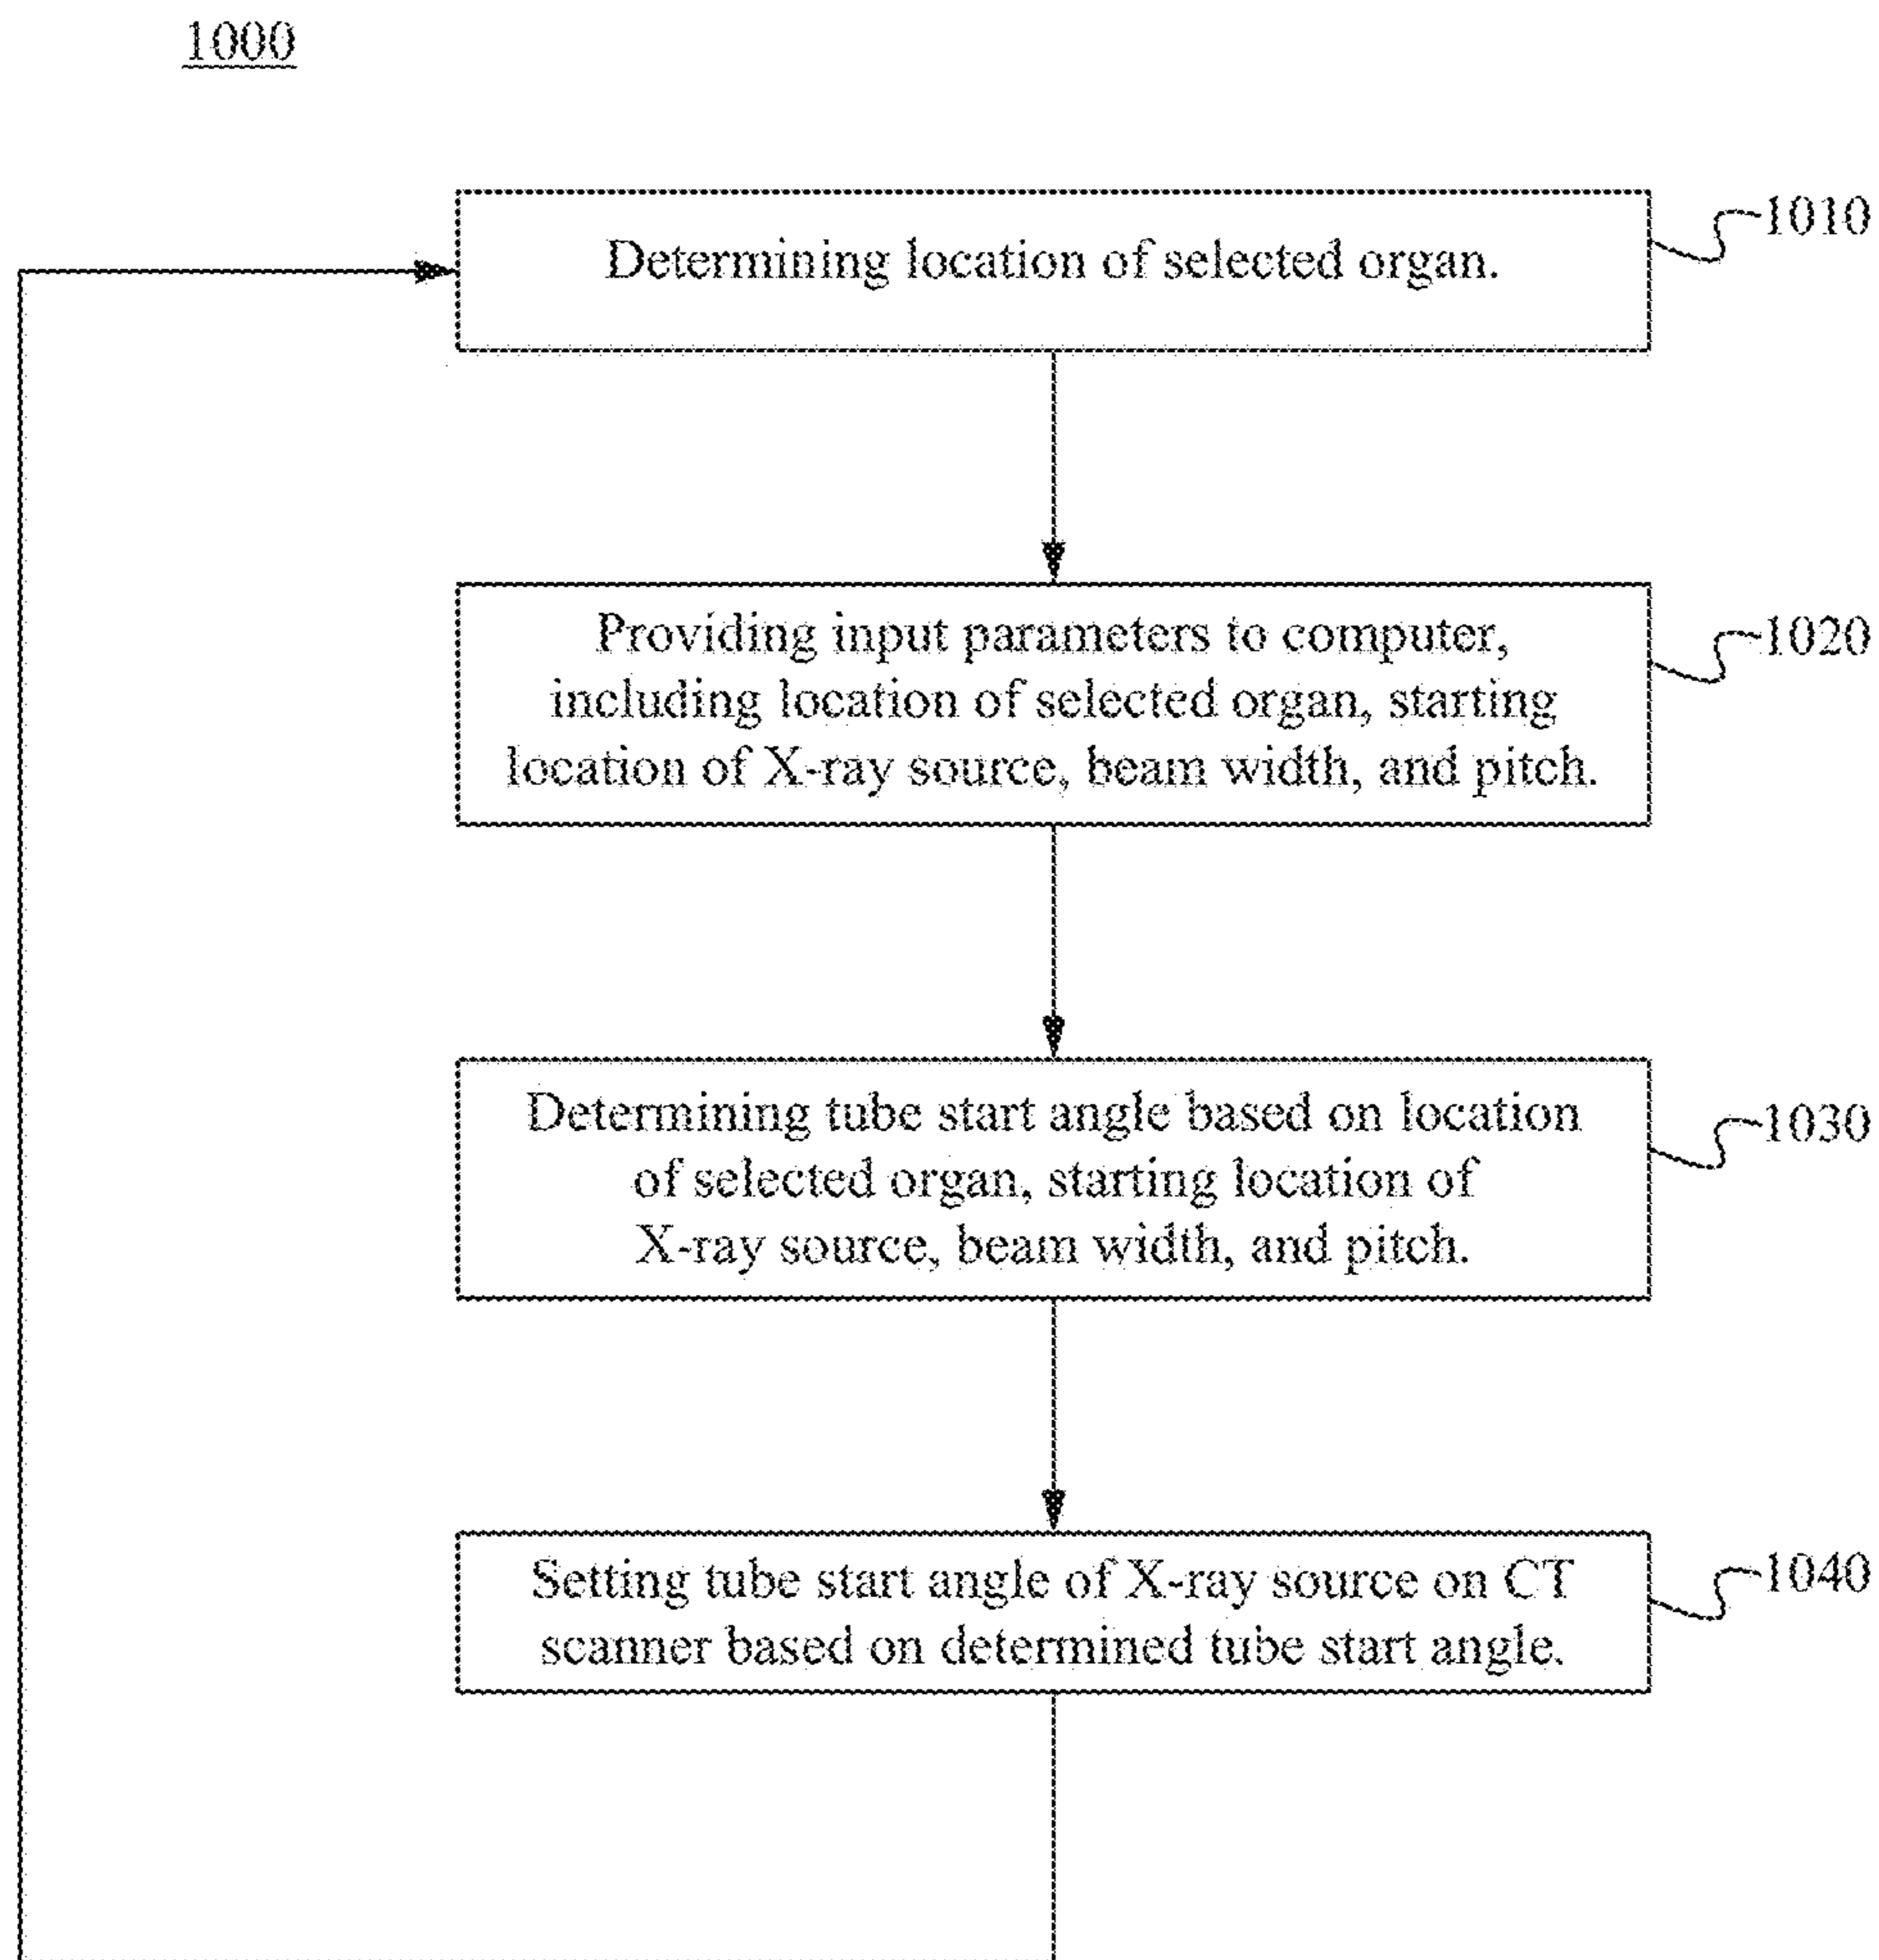 1000
Determining location of selected organ.
1010
Providing input parameters to computer,
including location of selected organ, starting
location of X-ray source, beam width, and pitch.
1020
Determining tube start angle based on location
of selected organ, starting location of
X-ray source, beam width, and pitch.
1030
Setting tube start angle of X-ray source on CT
scanner based on determined tube start angle.
1040